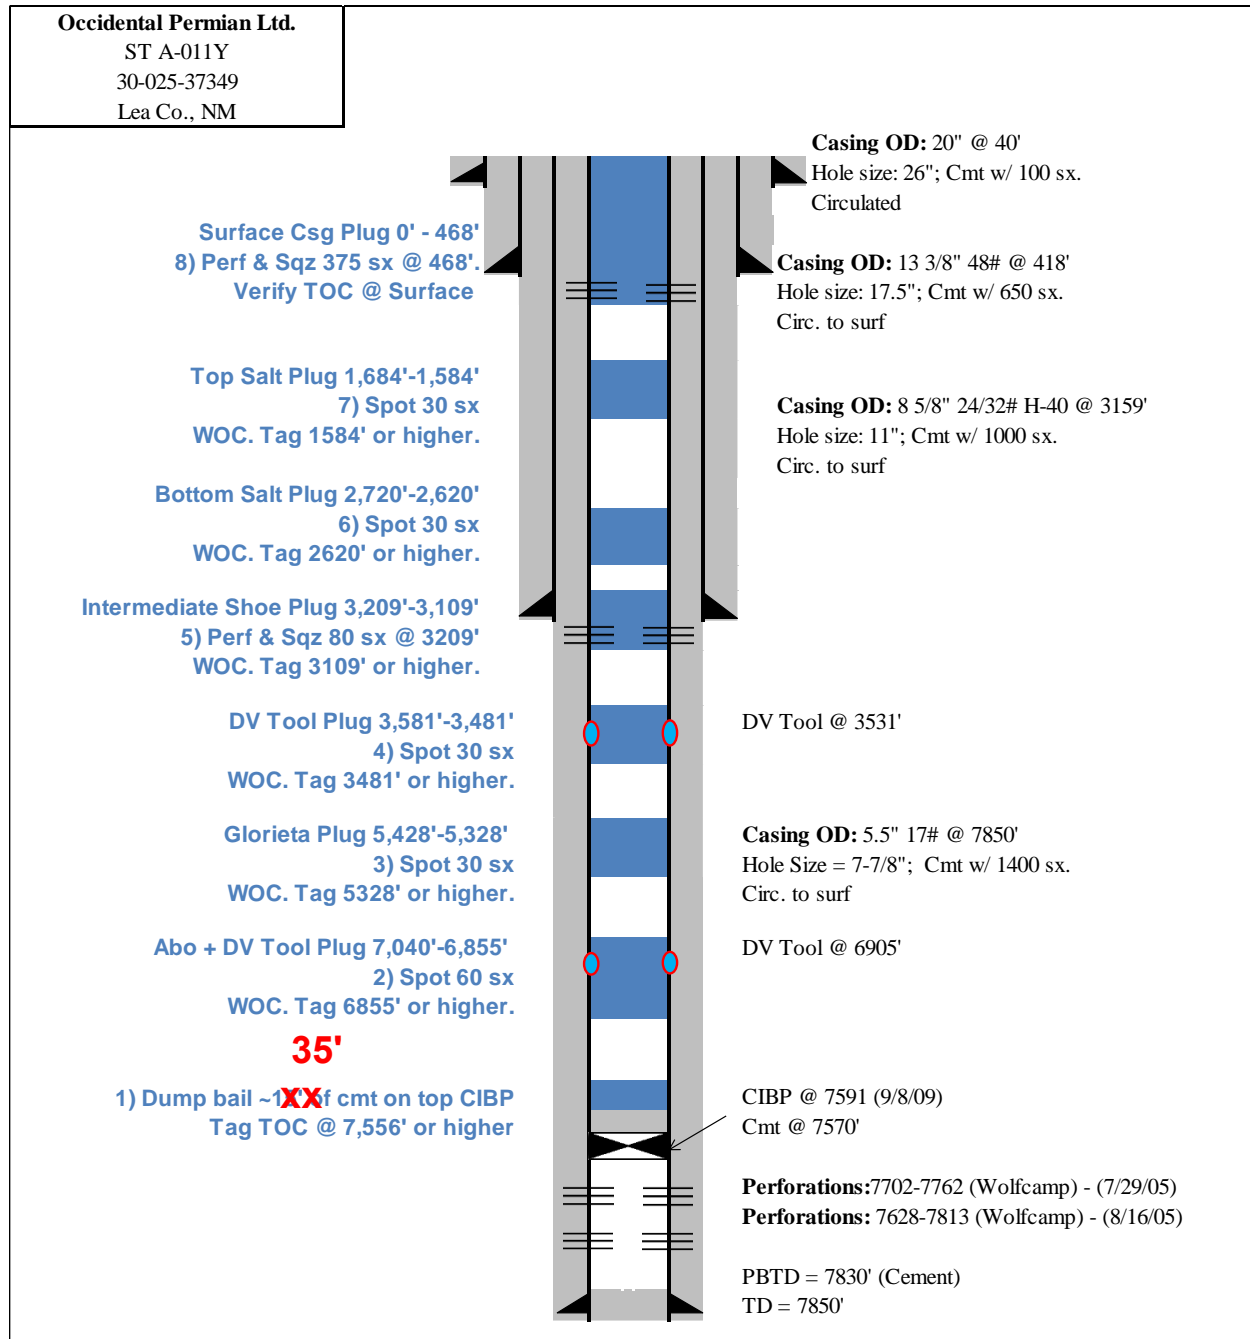 Occidental Permian Ltd.
ST A-011Y
30-025-37349
Lea Co., NM
Casing OD: 20" @ 40'
Hole size: 26"; Cmt w/ 100 sx.
Circulated
Surface Csg Plug 0' - 468'
8) Perf & Sqz 375 sx @ 468'.
Verify TOC @ Surface
Casing OD: 13 3/8" 48# @ 418'
Hole size: 17.5"; Cmt w/ 650 sx.
Circ. to surf
Top Salt Plug 1,684'-1,584'
7) Spot 30 sx
WOC. Tag 1584' or higher.
Casing OD: 8 5/8" 24/32# H-40 @ 3159'
Hole size: 11"; Cmt w/ 1000 sx.
Circ. to surf
Bottom Salt Plug 2,720'-2,620'
6) Spot 30 sx
WOC. Tag 2620' or higher.
Intermediate Shoe Plug 3,209'-3,109'
5) Perf & Sqz 80 sx @ 3209'
WOC. Tag 3109' or higher.
DV Tool Plug 3,581'-3,481'
4) Spot 30 sx
WOC. Tag 3481' or higher.
DV Tool @ 3531'
Glorieta Plug 5,428'-5,328'
3) Spot 30 sx
WOC. Tag 5328' or higher.
Casing OD: 5.5" 17# @ 7850'
Hole Size = 7-7/8"; Cmt w/ 1400 sx.
Circ. to surf
Abo + DV Tool Plug 7,040'-6,855'
2) Spot 60 sx
WOC. Tag 6855' or higher.
DV Tool @ 6905'
35'
XX
1) Dump bail of cmt on top CIBP
Tag TOC @ 7,556' or higher
CIBP @ 7591 (9/8/09)
Cmt @ 7570'
Perforations:7702-7762 (Wolfcamp) - (7/29/05)
Perforations: 7628-7813 (Wolfcamp) - (8/16/05)
PBTD = 7830' (Cement)
TD = 7850'